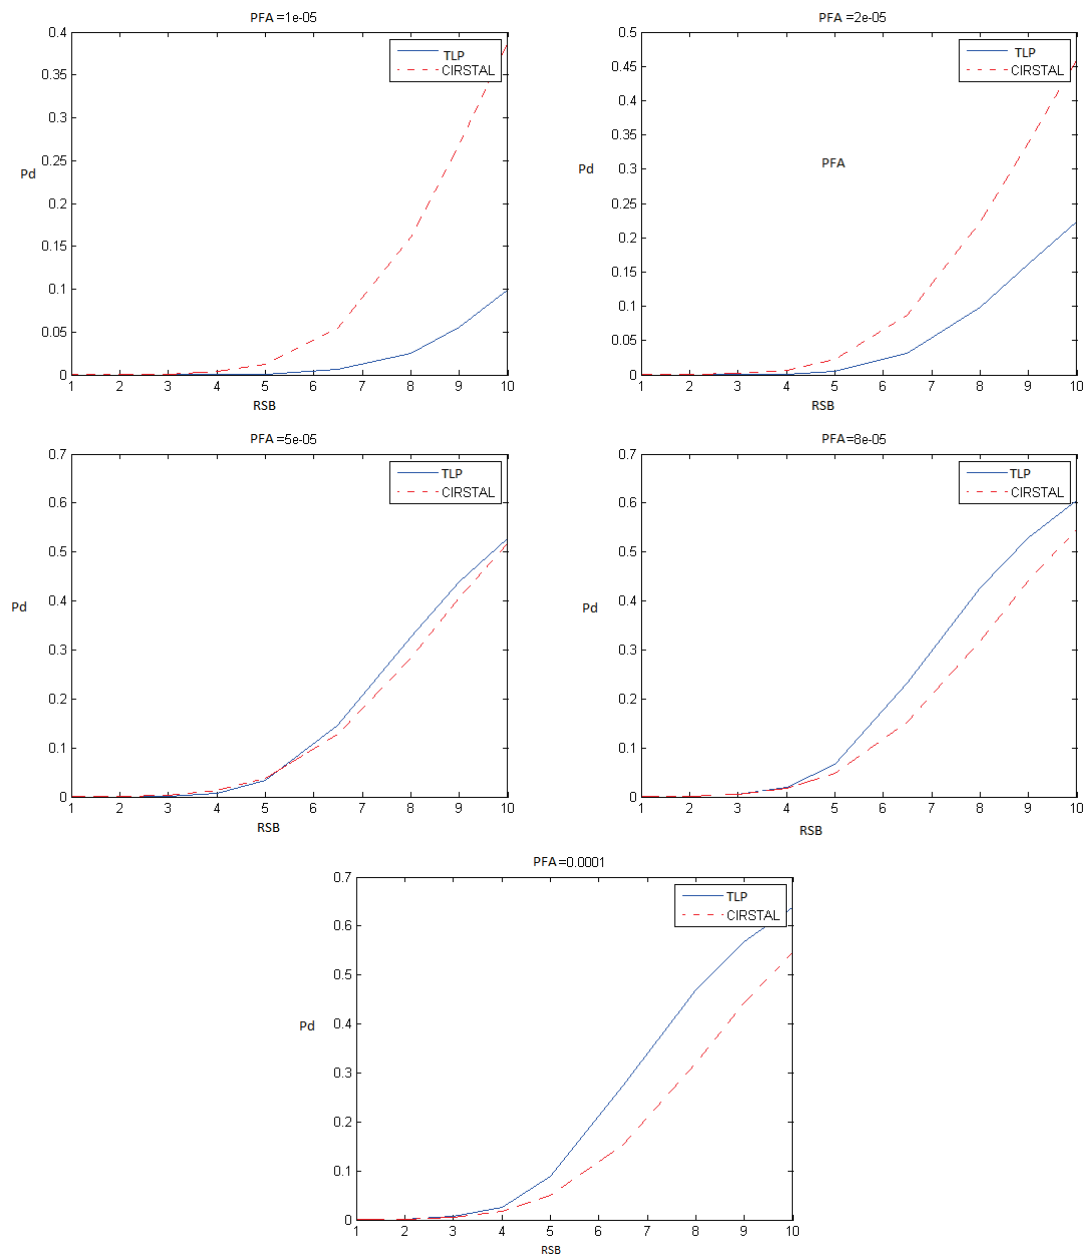 PFA =1e-05
0.4
0.35
0.3
0.25
0.2
0.15
0.1
0.05
0
Pd
TLP
CIRSTAL
1 2 3 4 5 6 7 8 9 10
RSB
PFA =2e-05
0.5
0.45
0.4
0.35
0.3
0.25
0.2
0.15
0.1
0.05
0
Pd
TLP
CIRSTAL
PFA
1 2 3 4 5 6 7 8 9 10
RSB
PFA =5e-05
0.7
0.6
0.5
0.4
0.3
0.2
0.1
0
Pd
TLP
CIRSTAL
1 2 3 4 5 6 7 8 9 10
RSB
PFA=8e-05
0.7
0.6
0.5
0.4
0.3
0.2
0.1
0
Pd
TLP
CIRSTAL
1 2 3 4 5 6 7 8 9 10
RSB
PFA =0.0001
0.7
0.6
0.5
0.4
0.3
0.2
0.1
0
Pd
TLP
CIRSTAL
1 2 3 4 5 6 7 8 9 10
RSB